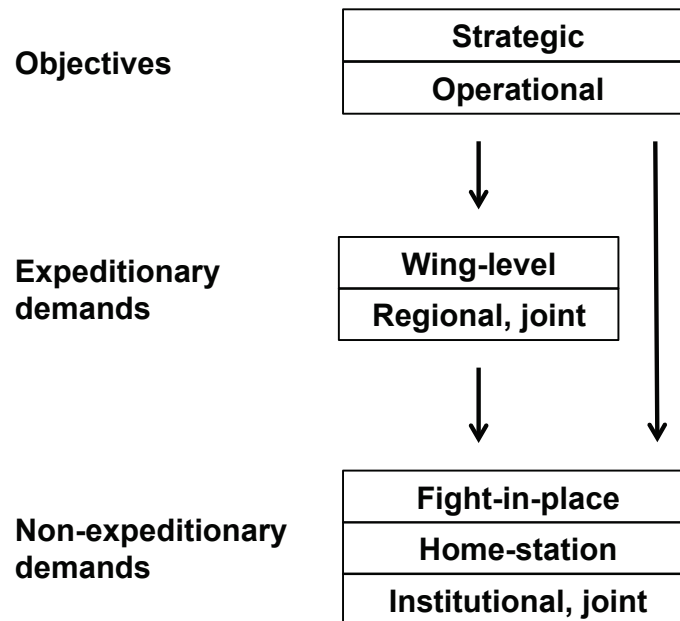 Objectives
Strategic
Operational
Expeditionary
demands
Wing-level
Regional, joint
Non-expeditionary
demands
Fight-in-place
Home-station
Institutional, joint